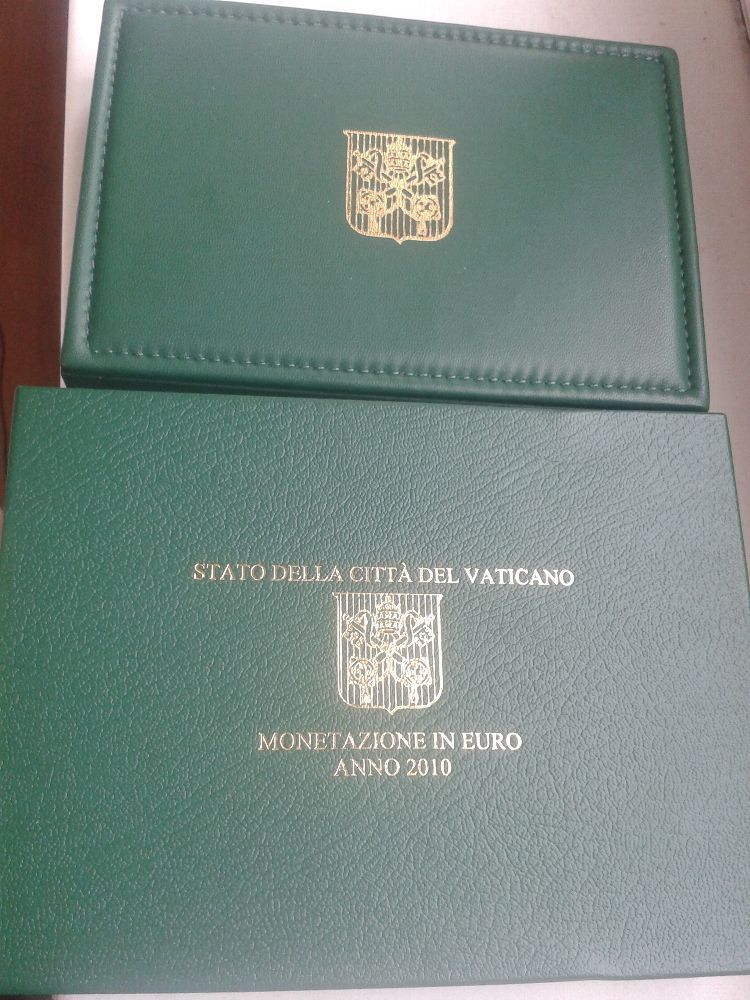 STATO DELLA CITTÀ DEL VATICANO
MONETAZIONE IN EURO
ANNO 2010